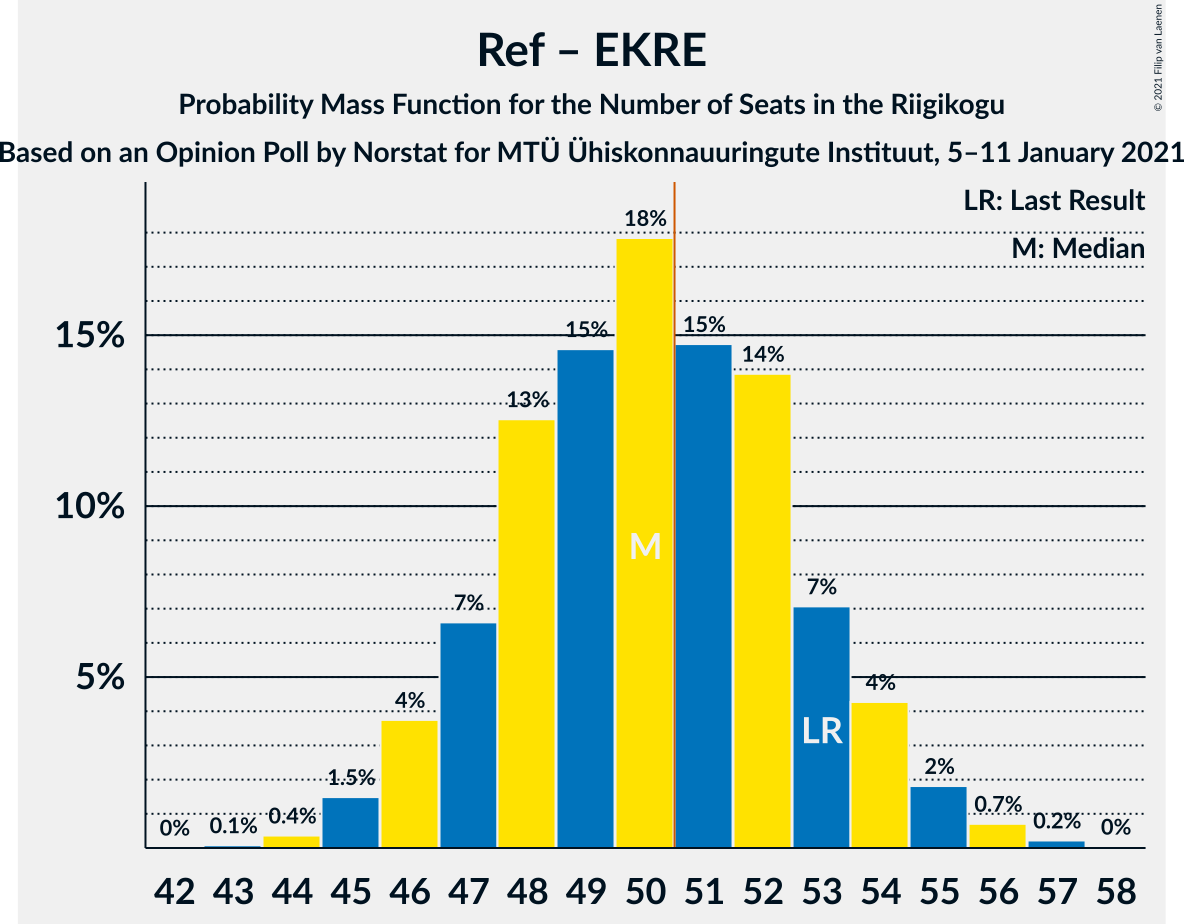 Ref – EKRE
Probability Mass Function for the Number of Seats in the Riigikogu
Based on an Opinion Poll by Norstat for MTÜ Ühiskonnauuringute Instituut, 5–11 January 2021
© 2021 Filip van Laenen
LR: Last Result
M: Median
15%
10%
5%
0%
0.1%
0.4%
1.5%
4%
7%
13%
15%
18%
15%
14%
7%
4%
2%
0.7%
0.2%
0%
M
LR
42 43 44 45 46 47 48 49 50 51 52 53 54 55 56 57 58